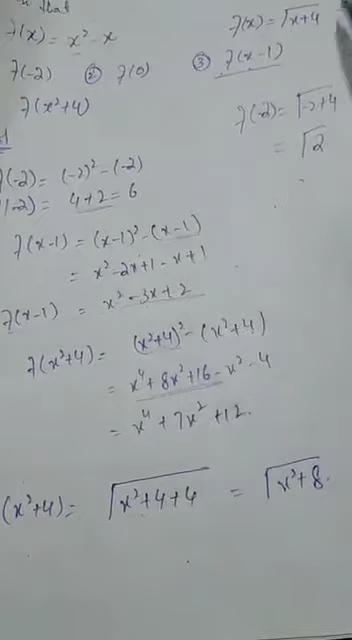 that
f(x) = x² - x
f(-2) ② f(0) ③ f(x-1)
f(x²+4)
f(x) = √x+4
f(-2) = √-2+4
= √2
f(-2) = (-2)² - (-2)
f(-2) = 4+2 = 6
f(x-1) = (x-1)² - (x-1)
= x² - 2x + 1 - x + 1
f(x-1) = x² - 3x + 2
f(x²+4) = (x²+4)² - (x²+4)
= x⁴ + 8x² + 16 - x² - 4
= x⁴ + 7x² + 12.
(x²+4) = √x²+4+4 = √x²+8.